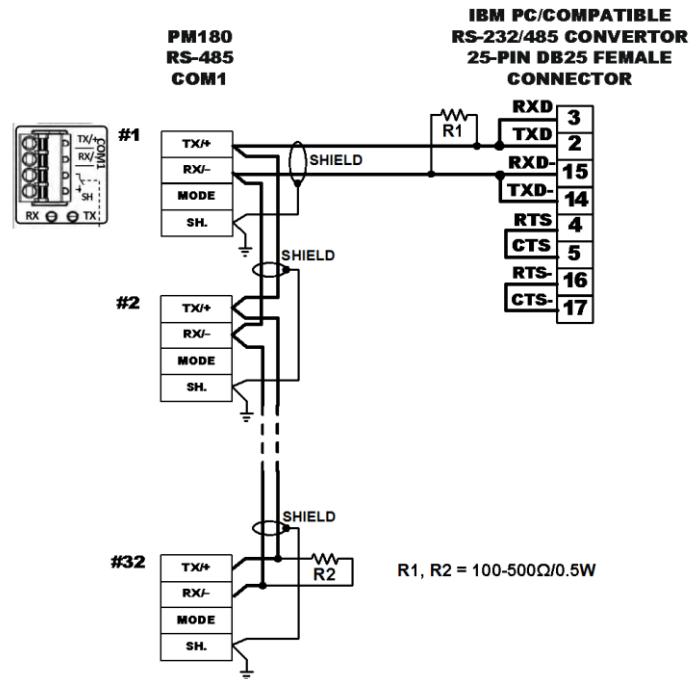 PM180
RS-485
COM1
IBM PC/COMPATIBLE
RS-232/485 CONVERTOR
25-PIN DB25 FEMALE
CONNECTOR
TX/+
RX/-
COM1
SH
RX
TX
#1
TX/+
RX/–
MODE
SH.
SHIELD
R1
RXD
3
TXD
2
RXD-
15
TXD-
14
RTS
4
CTS
5
RTS-
16
CTS-
17
SHIELD
#2
TX/+
RX/–
MODE
SH.
SHIELD
#32
TX/+
RX/–
MODE
SH.
R2
R1, R2 = 100-500Ω/0.5W